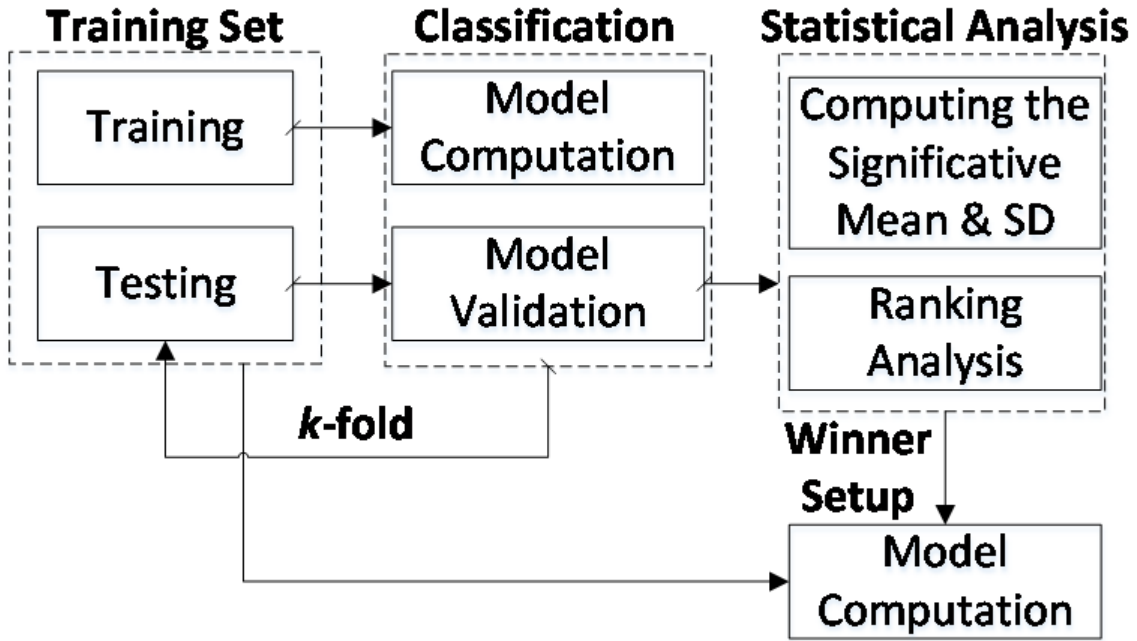 Training Set
Classification
Statistical Analysis
Training
Model
Computation
Computing the
Significative
Mean & SD
Testing
Model
Validation
Ranking
Analysis
k-fold
Winner
Setup
Model
Computation